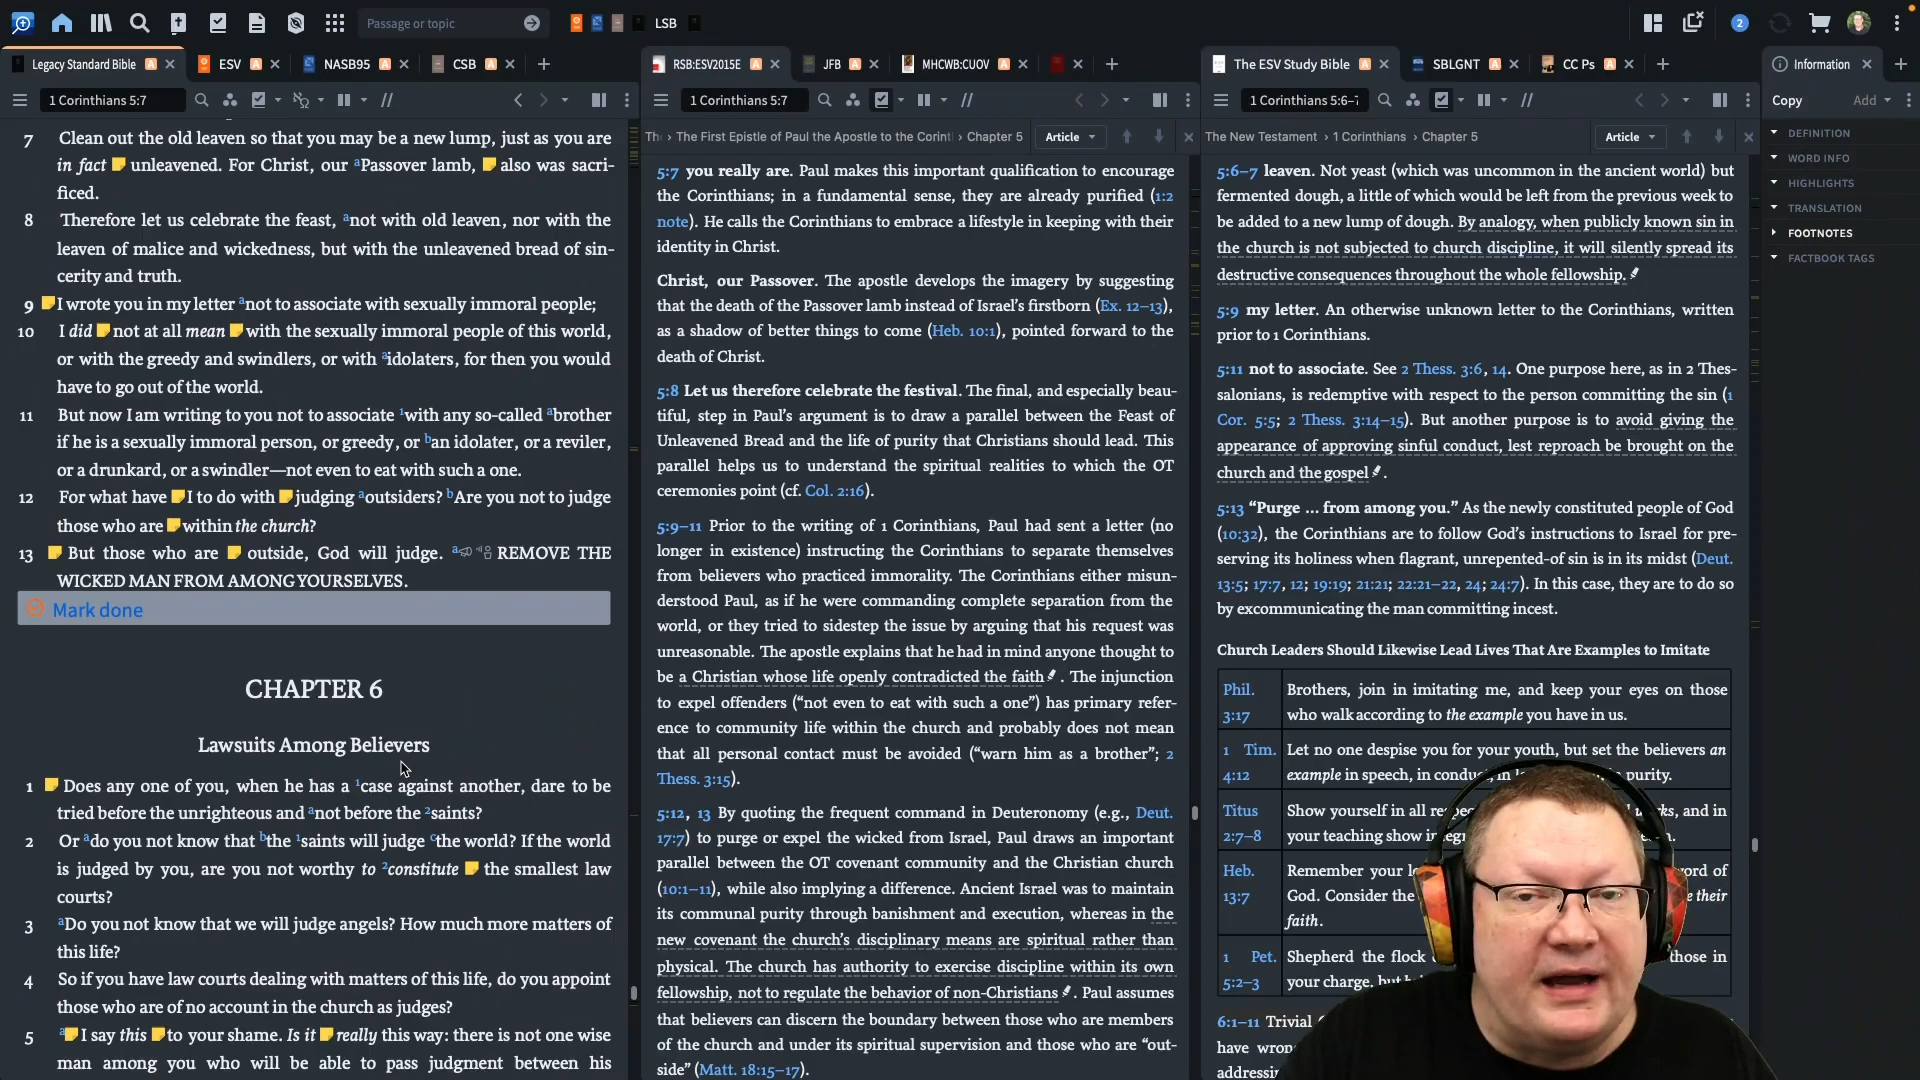 Passage or topic
LSB
2
Legacy Standard Bible A
ESV A
NASB95 A
CSB A
RSB:ESV2015E A
JFB A
MHCWB:CUOV A
The ESV Study Bible A
SBLGNT A
CC Ps A
Information
1 Corinthians 5:7
7 Clean out the old leaven so that you may be a new lump, just as you are
in fact unleavened. For Christ, our aPassover lamb, also was sacri-
ficed.
8 Therefore let us celebrate the feast, anot with old leaven, nor with the
leaven of malice and wickedness, but with the unleavened bread of sin-
cerity and truth.
9 I wrote you in my letter anot to associate with sexually immoral people;
10 I did not at all mean with the sexually immoral people of this world,
or with the greedy and swindlers, or with aidolaters, for then you would
have to go out of the world.
11 But now I am writing to you not to associate 1with any so-called abrother
if he is a sexually immoral person, or greedy, or ban idolater, or a reviler,
or a drunkard, or a swindler—not even to eat with such a one.
12 For what have I to do with judging aoutsiders? bAre you not to judge
those who are within the church?
13 But those who are outside, God will judge. a REMOVE THE
WICKED MAN FROM AMONG YOURSELVES.
Mark done
CHAPTER 6
Lawsuits Among Believers
1 Does any one of you, when he has a 1case against another, dare to be
tried before the unrighteous and anot before the 2saints?
2 Or ado you not know that bthe 1saints will judge cthe world? If the world
is judged by you, are you not worthy to 2constitute the smallest law
courts?
3 aDo you not know that we will judge angels? How much more matters of
this life?
4 So if you have law courts dealing with matters of this life, do you appoint
those who are of no account in the church as judges?
5 aI say this to your shame. Is it really this way: there is not one wise
man among you who will be able to pass judgment between his
1 Corinthians 5:7
The First Epistle of Paul the Apostle to the Corint › Chapter 5
Article
5:7 you really are. Paul makes this important qualification to encourage
the Corinthians; in a fundamental sense, they are already purified (1:2
note). He calls the Corinthians to embrace a lifestyle in keeping with their
identity in Christ.
Christ, our Passover. The apostle develops the imagery by suggesting
that the death of the Passover lamb instead of Israel's firstborn (Ex. 12–13),
as a shadow of better things to come (Heb. 10:1), pointed forward to the
death of Christ.
5:8 Let us therefore celebrate the festival. The final, and especially beau-
tiful, step in Paul's argument is to draw a parallel between the Feast of
Unleavened Bread and the life of purity that Christians should lead. This
parallel helps us to understand the spiritual realities to which the OT
ceremonies point (cf. Col. 2:16).
5:9–11 Prior to the writing of 1 Corinthians, Paul had sent a letter (no
longer in existence) instructing the Corinthians to separate themselves
from believers who practiced immorality. The Corinthians either misun-
derstood Paul, as if he were commanding complete separation from the
world, or they tried to sidestep the issue by arguing that his request was
unreasonable. The apostle explains that he had in mind anyone thought to
be a Christian whose life openly contradicted the faith. The injunction
to expel offenders (“not even to eat with such a one”) has primary refer-
ence to community life within the church and probably does not mean
that all personal contact must be avoided (“warn him as a brother”; 2
Thess. 3:15).
5:12, 13 By quoting the frequent command in Deuteronomy (e.g., Deut.
17:7) to purge or expel the wicked from Israel, Paul draws an important
parallel between the OT covenant community and the Christian church
(10:1–11), while also implying a difference. Ancient Israel was to maintain
its communal purity through banishment and execution, whereas in the
new covenant the church's disciplinary means are spiritual rather than
physical. The church has authority to exercise discipline within its own
fellowship, not to regulate the behavior of non-Christians. Paul assumes
that believers can discern the boundary between those who are members
of the church and under its spiritual supervision and those who are “out-
side” (Matt. 18:15–17).
1 Corinthians 5:6–7
The New Testament › 1 Corinthians › Chapter 5
Article
5:6–7 leaven. Not yeast (which was uncommon in the ancient world) but
fermented dough, a little of which would be left from the previous week to
be added to a new lump of dough. By analogy, when publicly known sin in
the church is not subjected to church discipline, it will silently spread its
destructive consequences throughout the whole fellowship.
5:9 my letter. An otherwise unknown letter to the Corinthians, written
prior to 1 Corinthians.
5:11 not to associate. See 2 Thess. 3:6, 14. One purpose here, as in 2 Thes-
salonians, is redemptive with respect to the person committing the sin (1
Cor. 5:5; 2 Thess. 3:14–15). But another purpose is to avoid giving the
appearance of approving sinful conduct, lest reproach be brought on the
church and the gospel.
5:13 “Purge ... from among you.” As the newly constituted people of God
(10:32), the Corinthians are to follow God's instructions to Israel for pre-
serving its holiness when flagrant, unrepented-of sin is in its midst (Deut.
13:5; 17:7, 12; 19:19; 21:21; 22:21–22, 24; 24:7). In this case, they are to do so
by excommunicating the man committing incest.
Church Leaders Should Likewise Lead Lives That Are Examples to Imitate
Phil. 3:17 Brothers, join in imitating me, and keep your eyes on those
who walk according to the example you have in us.
1 Tim. 4:12 Let no one despise you for your youth, but set the believers an
example in speech, in conduct, in purity.
Titus 2:7–8 Show yourself in all and in
your teaching show
Heb. 13:7 Remember your word of
God. Consider the their
faith.
1 Pet. 5:2–3 Shepherd the flock those in
your charge, but
6:1–11 Trivial
have
Copy
Add
DEFINITION
WORD INFO
HIGHLIGHTS
TRANSLATION
FOOTNOTES
FACTBOOK TAGS